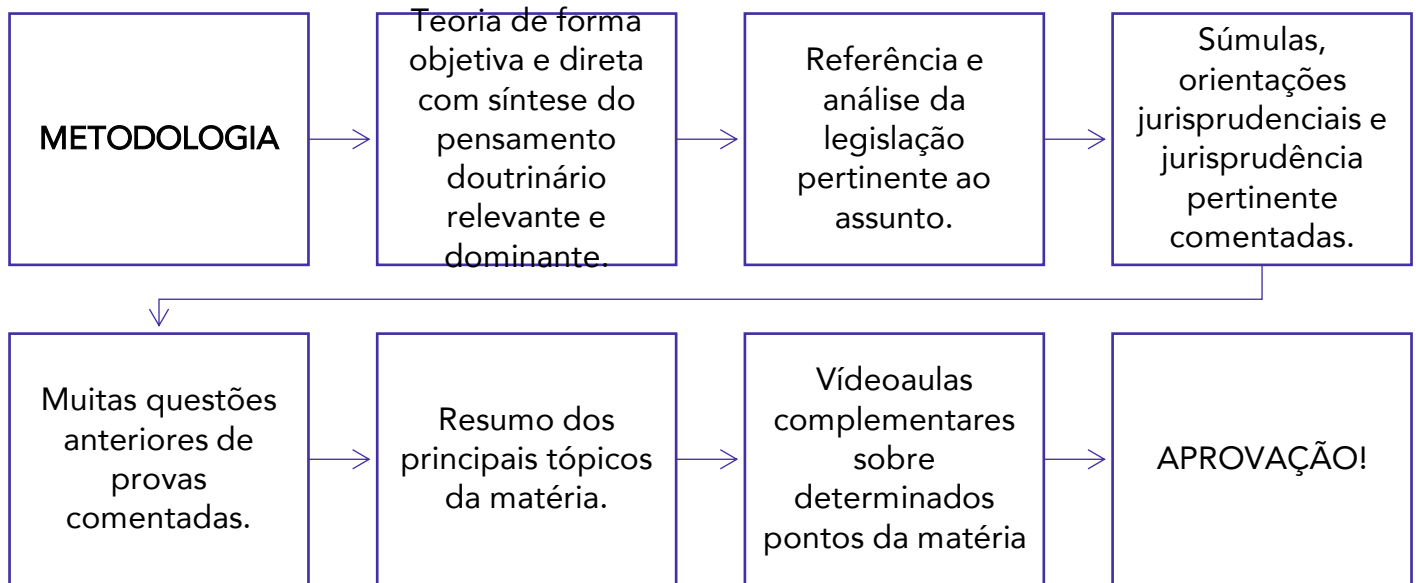 METODOLOGIA
Teoria de forma
objetiva e direta
com síntese do
pensamento
doutrinário
relevante e
dominante.
Referência e
análise da
legislação
pertinente ao
assunto.
Súmulas,
orientações
jurisprudenciais e
jurisprudência
pertinente
comentadas.
Muitas questões
anteriores de
provas
comentadas.
Resumo dos
principais tópicos
da matéria.
Vídeoaulas
complementares
sobre
determinados
pontos da matéria
APROVAÇÃO!